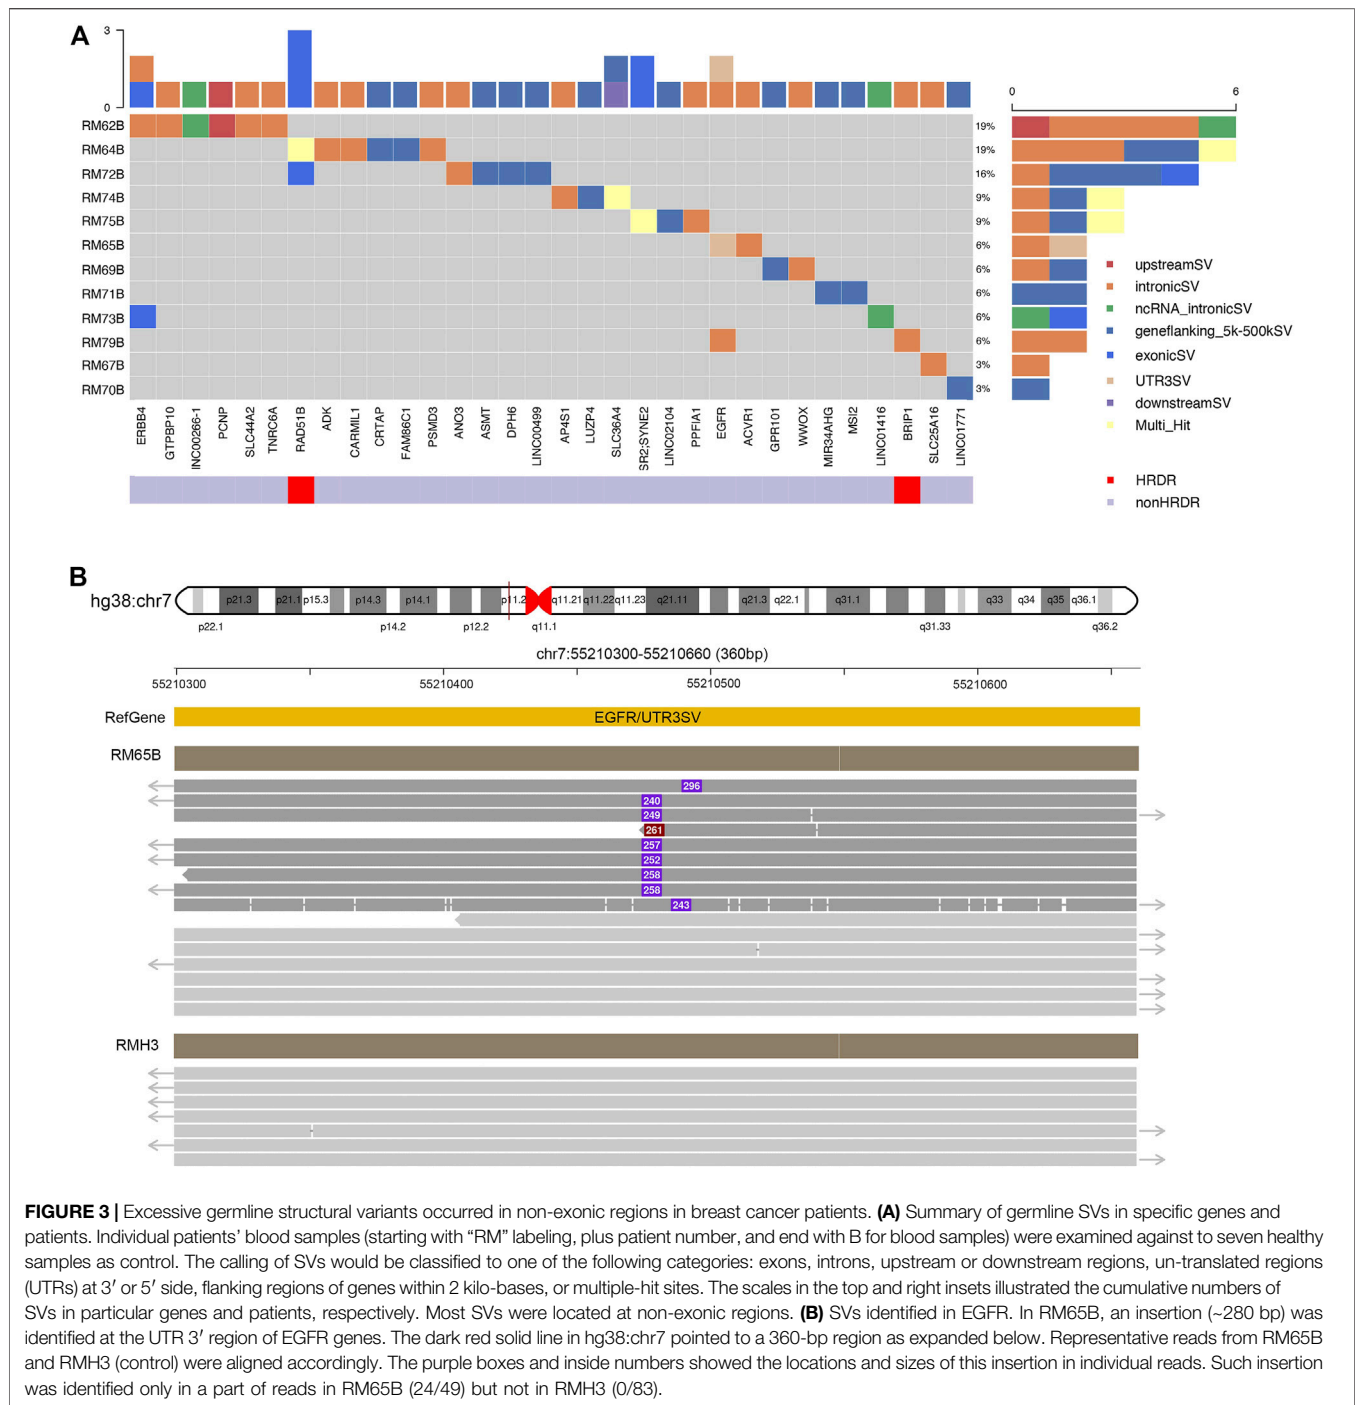 A
3
0
0
6
RM62B
19%
RM64B
19%
RM72B
16%
RM74B
9%
RM75B
9%
RM65B
6%
RM69B
6%
RM71B
6%
RM73B
6%
RM79B
6%
RM67B
3%
RM70B
3%
upstreamSV
intronicSV
ncRNA_intronicSV
geneflanking_5k-500kSV
exonicSV
UTR3SV
downstreamSV
Multi_Hit
HRDR
nonHRDR
ERBB4
GTPBP10
INC00266-1
PCNP
SLC44A2
TNRC6A
RAD51B
ADK
CARMIL1
CRTAP
FAM86C1
PSMD3
ANO3
ASMT
DPH6
LINC00499
AP4S1
LUZP4
SLC36A4
SR2;SYNE2
LINC02104
PPFIA1
EGFR
ACVR1
GPR101
WWOX
MIR34AHG
MSI2
LINC01416
BRIP1
SLC25A16
LINC01771
B
hg38:chr7
p21.3 p21.1 p15.3 p14.3 p14.1 p11.2 q11.21 q11.22 q11.23 q21.11 q21.3 q22.1 q31.1 q33 q34 q35 q36.1
p22.1 p14.2 p12.2 q11.1 q31.33 q36.2
chr7:55210300-55210660 (360bp)
55210300 55210400 55210500 55210600
RefGene EGFR/UTR3SV
RM65B
296
240
249
261
257
252
258
258
243
RMH3
FIGURE 3 | Excessive germline structural variants occurred in non-exonic regions in breast cancer patients. (A) Summary of germline SVs in specific genes and
patients. Individual patients’ blood samples (starting with “RM” labeling, plus patient number, and end with B for blood samples) were examined against to seven healthy
samples as control. The calling of SVs would be classified to one of the following categories: exons, introns, upstream or downstream regions, un-translated regions
(UTRs) at 3′ or 5′ side, flanking regions of genes within 2 kilo-bases, or multiple-hit sites. The scales in the top and right insets illustrated the cumulative numbers of
SVs in particular genes and patients, respectively. Most SVs were located at non-exonic regions. (B) SVs identified in EGFR. In RM65B, an insertion (~280 bp) was
identified at the UTR 3′ region of EGFR genes. The dark red solid line in hg38:chr7 pointed to a 360-bp region as expanded below. Representative reads from RM65B
and RMH3 (control) were aligned accordingly. The purple boxes and inside numbers showed the locations and sizes of this insertion in individual reads. Such insertion
was identified only in a part of reads in RM65B (24/49) but not in RMH3 (0/83).